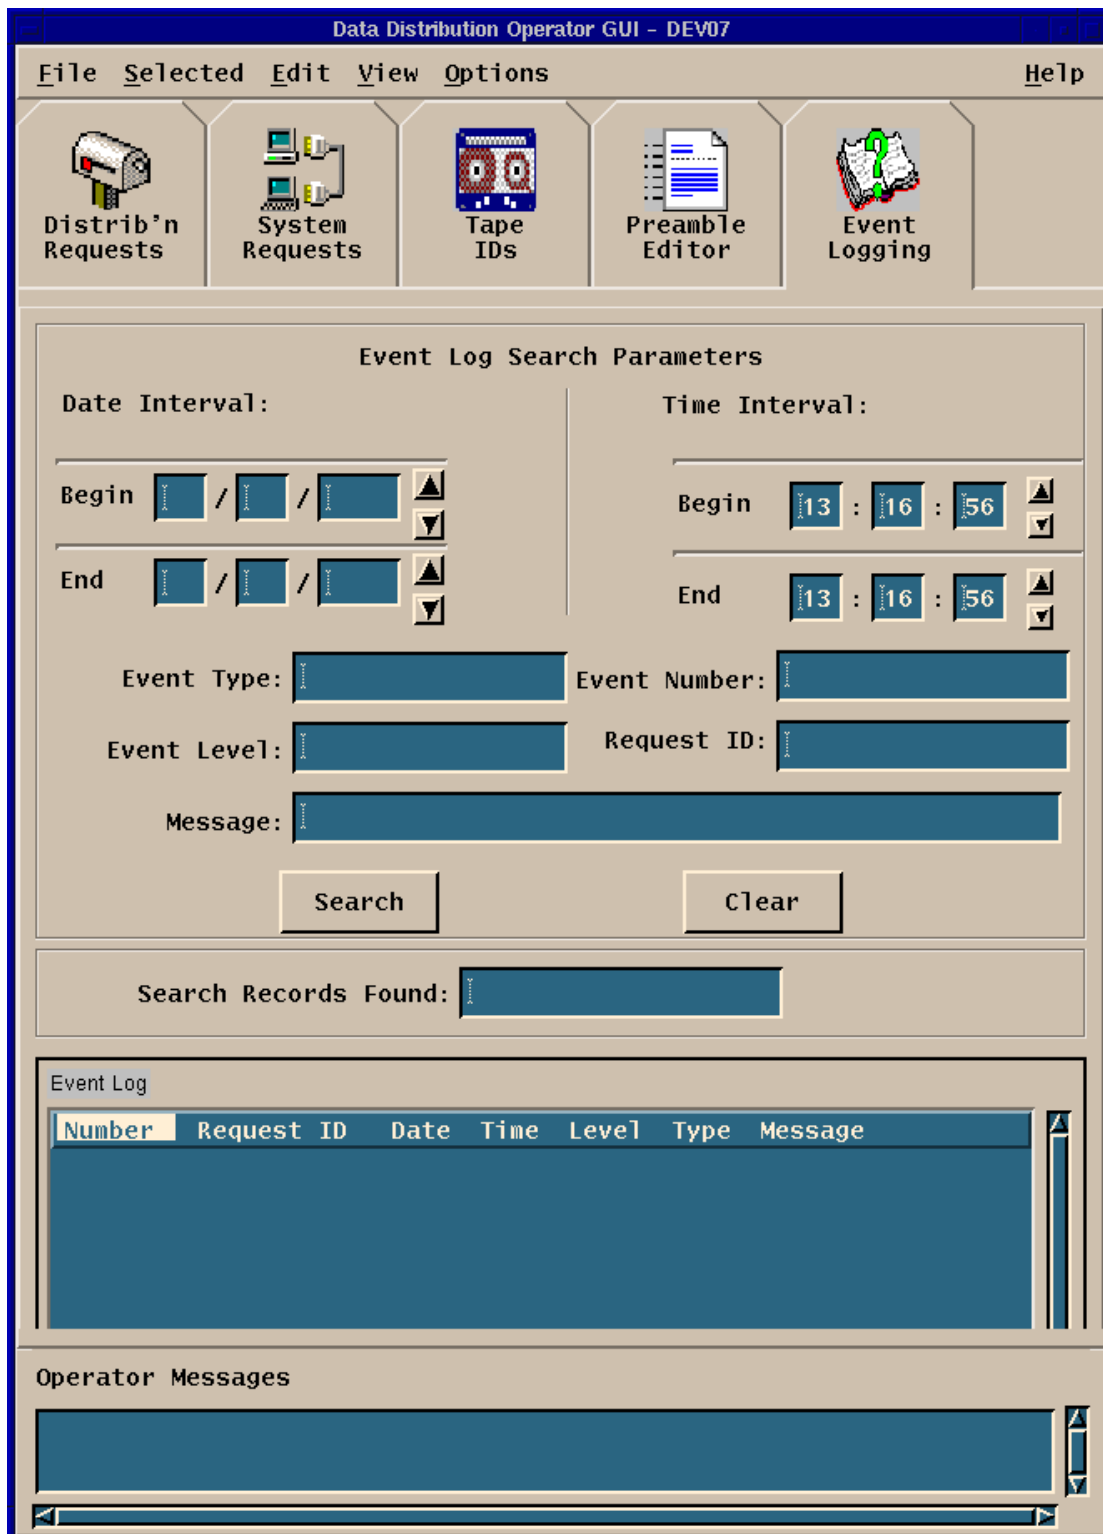 Data Distribution Operator GUI - DEV07
File Selected Edit View Options Help
Distrib'n Requests
System Requests
Tape IDs
Preamble Editor
Event Logging
Event Log Search Parameters
Date Interval:
Time Interval:
Begin / /
Begin 13 : 16 : 56
End / /
End 13 : 16 : 56
Event Type:
Event Number:
Event Level:
Request ID:
Message:
Search
Clear
Search Records Found:
Event Log
Number Request ID Date Time Level Type Message
Operator Messages